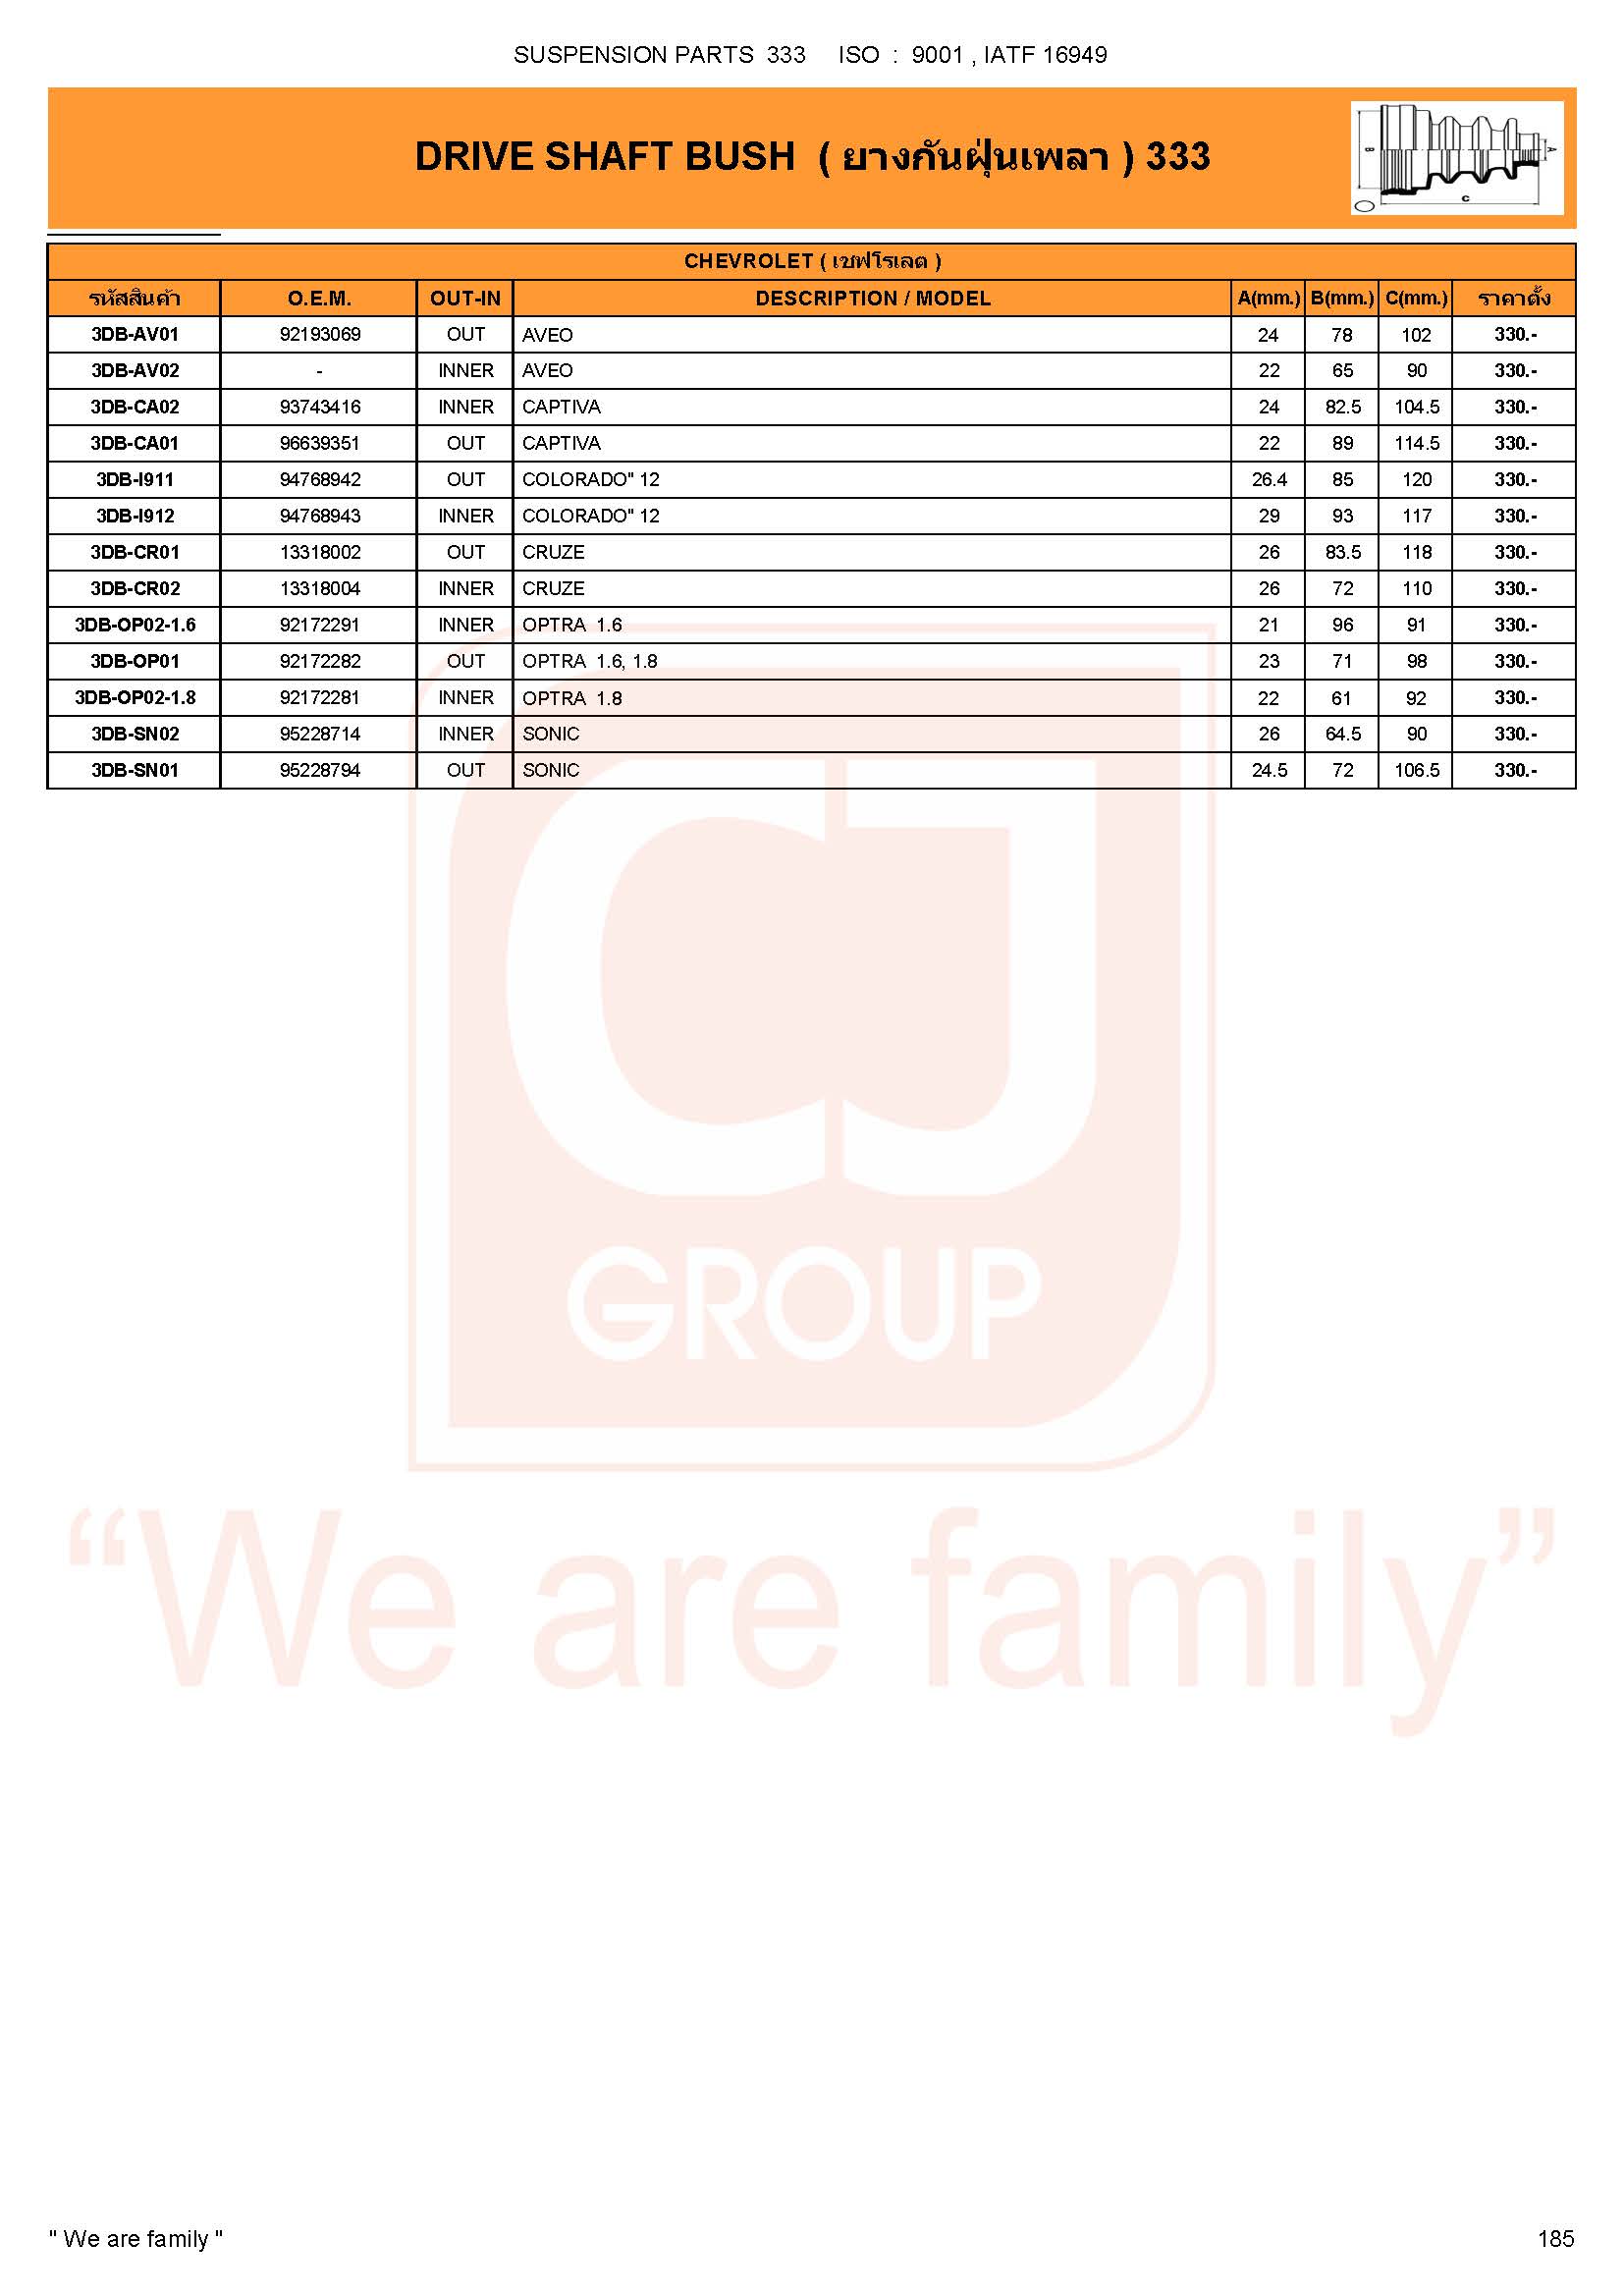 SUSPENSION PARTS 333 ISO : 9001 , IATF 16949
DRIVE SHAFT BUSH ( ยางกันฝุ่นเพลา ) 333
B A
C
CHEVROLET ( เชฟโรเลต )
รหัสสินค้า O.E.M. OUT-IN DESCRIPTION / MODEL A(mm.) B(mm.) C(mm.) ราคาตั้ง
3DB-AV01 92193069 OUT AVEO 24 78 102 330.-
3DB-AV02 - INNER AVEO 22 65 90 330.-
3DB-CA02 93743416 INNER CAPTIVA 24 82.5 104.5 330.-
3DB-CA01 96639351 OUT CAPTIVA 22 89 114.5 330.-
3DB-I911 94768942 OUT COLORADO" 12 26.4 85 120 330.-
3DB-I912 94768943 INNER COLORADO" 12 29 93 117 330.-
3DB-CR01 13318002 OUT CRUZE 26 83.5 118 330.-
3DB-CR02 13318004 INNER CRUZE 26 72 110 330.-
3DB-OP02-1.6 92172291 INNER OPTRA 1.6 21 96 91 330.-
3DB-OP01 92172282 OUT OPTRA 1.6, 1.8 23 71 98 330.-
3DB-OP02-1.8 92172281 INNER OPTRA 1.8 22 61 92 330.-
3DB-SN02 95228714 INNER SONIC 26 64.5 90 330.-
3DB-SN01 95228794 OUT SONIC 24.5 72 106.5 330.-
CJ
GROUP
“We are family”
" We are family " 185